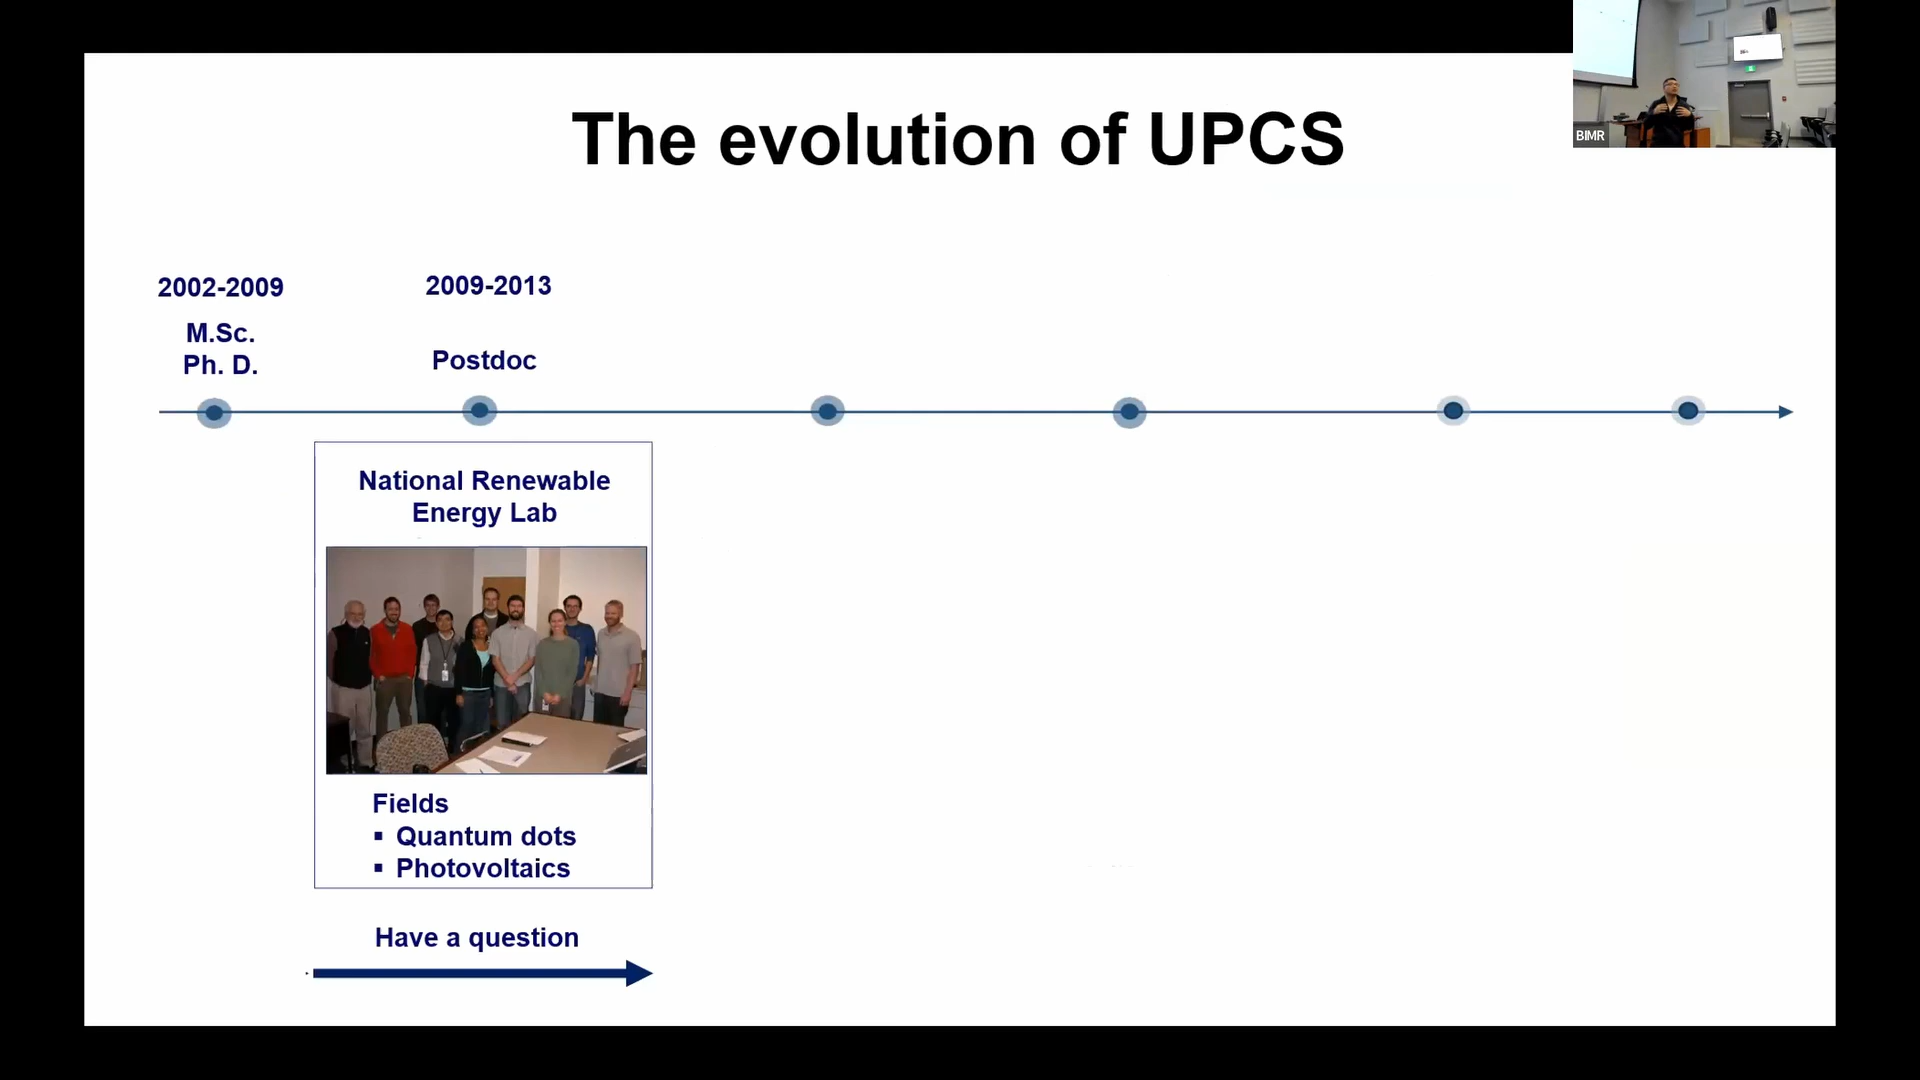 The evolution of UPCS
BIMR
2002-2009
M.Sc.
Ph. D.
2009-2013
Postdoc
National Renewable
Energy Lab
Fields
▪ Quantum dots
▪ Photovoltaics
Have a question